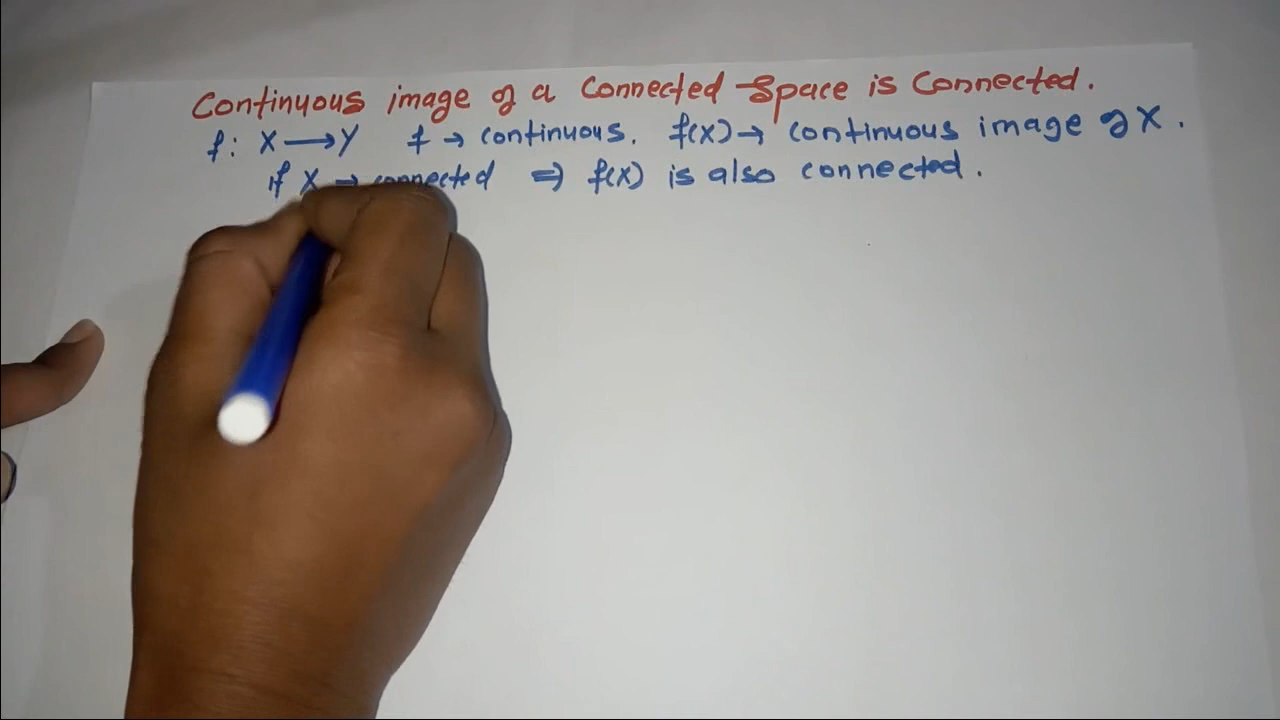 Continuous image of a Connected Space is Connected.
f: X → Y f → continuous. f(X) → continuous image of X.
if X → connected ⇒ f(X) is also connected.